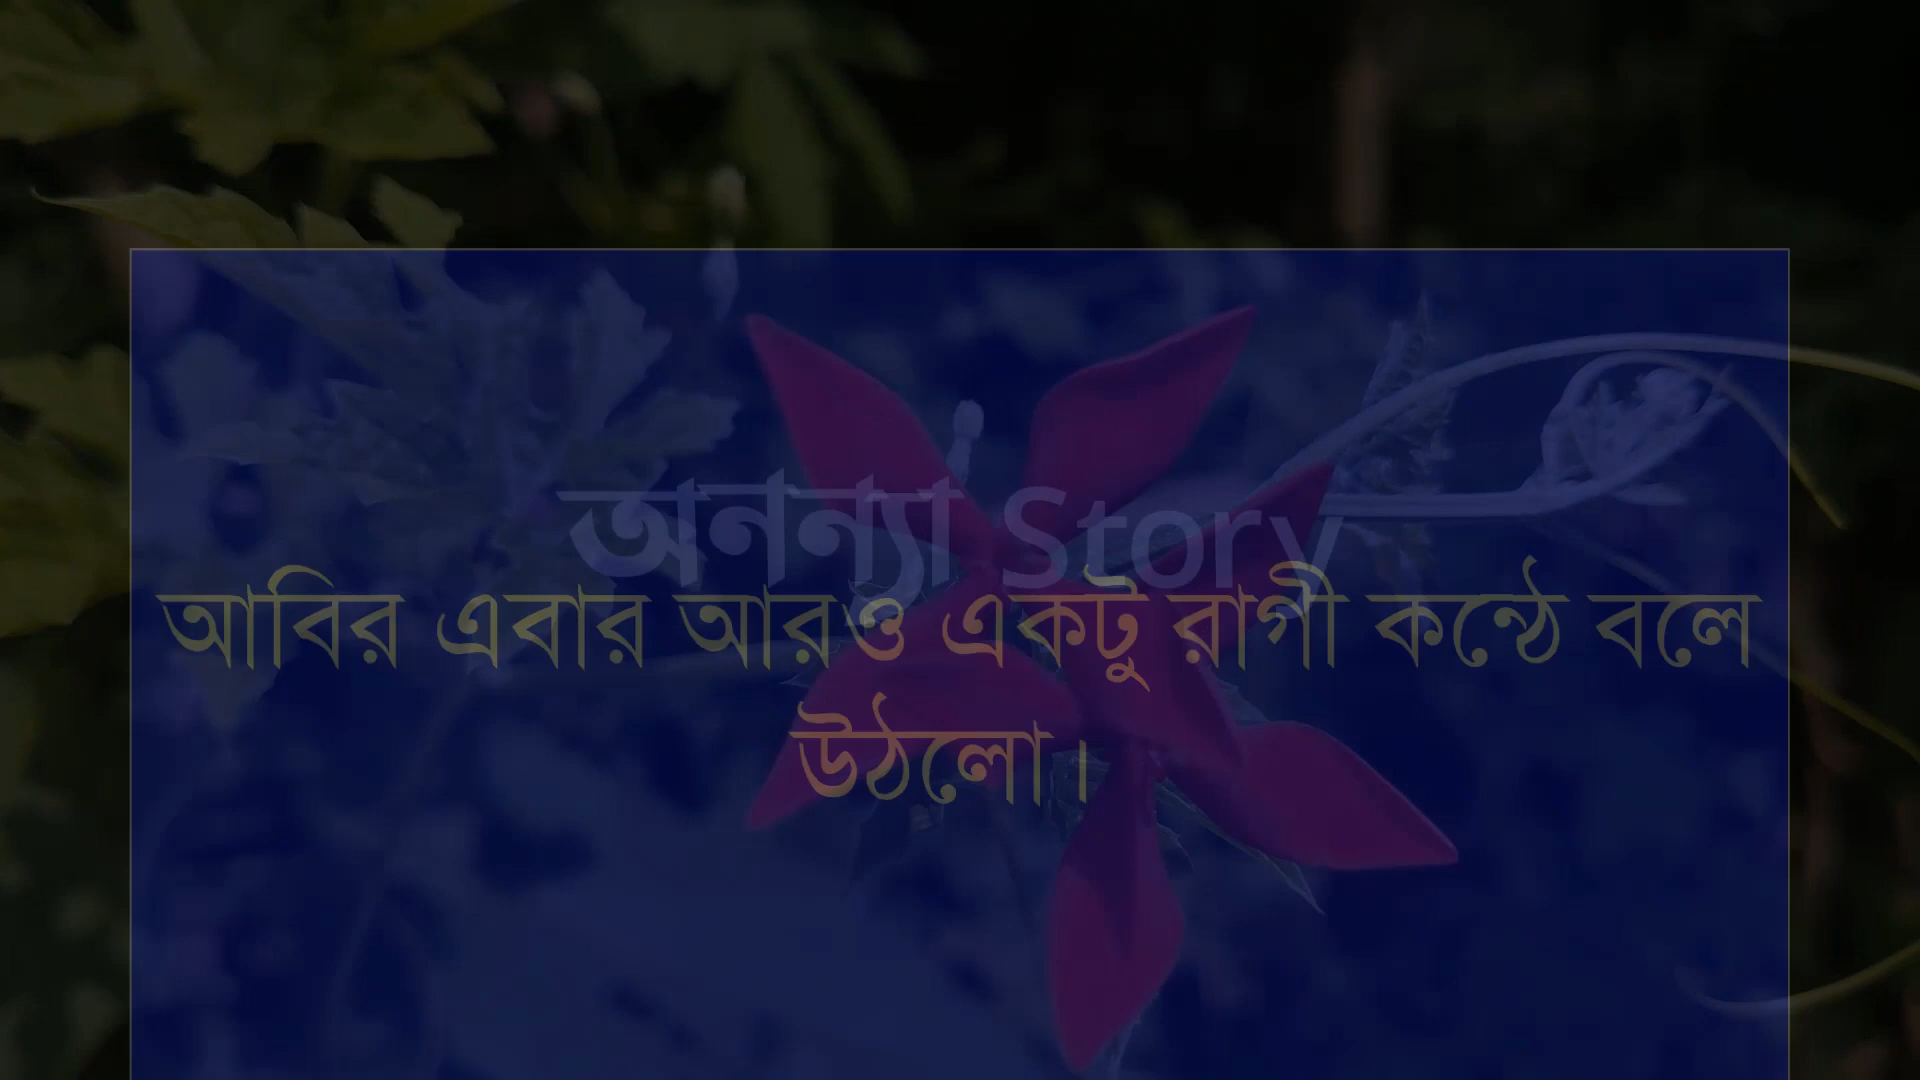 অনন্যা Story
আবির এবার আরও একটু রাগী কন্ঠে বলে
উঠলো।